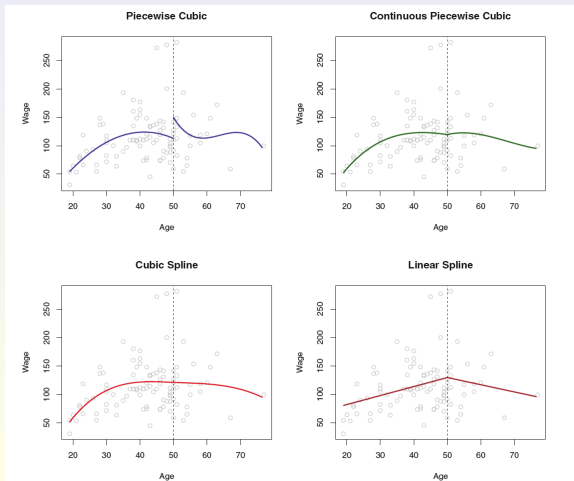 Piecewise Cubic
50 100 150 200 250
Wage
20 30 40 50 60 70
Age
Continuous Piecewise Cubic
50 100 150 200 250
Wage
20 30 40 50 60 70
Age
Cubic Spline
50 100 150 200 250
Wage
20 30 40 50 60 70
Age
Linear Spline
50 100 150 200 250
Wage
20 30 40 50 60 70
Age